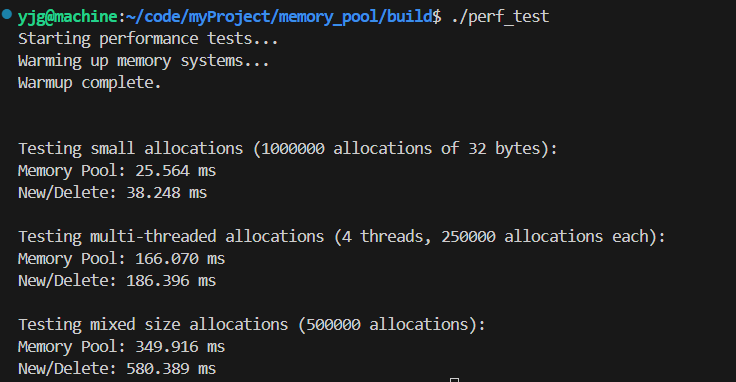 yjg@machine:~/code/myProject/memory_pool/build$ ./perf_test
Starting performance tests...
Warming up memory systems...
Warmup complete.
Testing small allocations (1000000 allocations of 32 bytes):
Memory Pool: 25.564 ms
New/Delete: 38.248 ms
Testing multi-threaded allocations (4 threads, 250000 allocations each):
Memory Pool: 166.070 ms
New/Delete: 186.396 ms
Testing mixed size allocations (500000 allocations):
Memory Pool: 349.916 ms
New/Delete: 580.389 ms